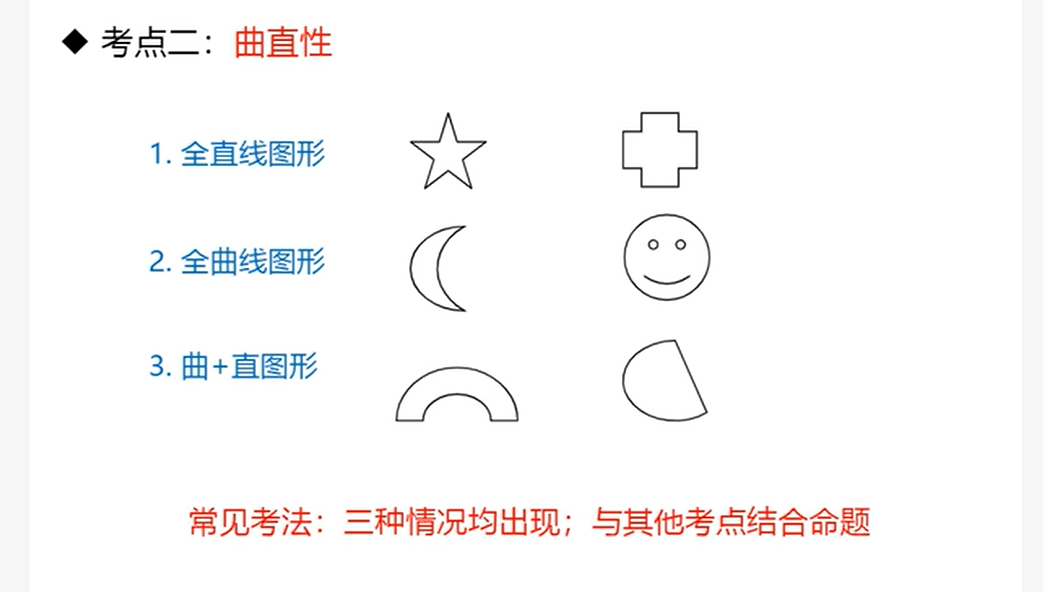 ◆ 考点二：曲直性
1. 全直线图形
2. 全曲线图形
3. 曲+直图形
常见考法：三种情况均出现；与其他考点结合命题